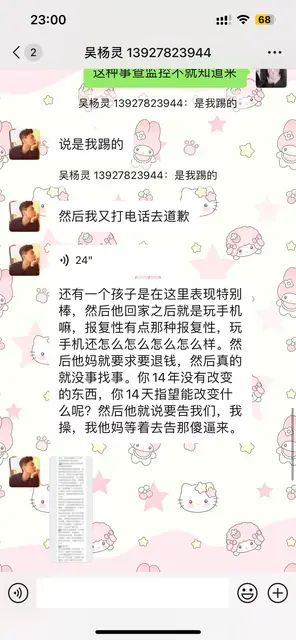 23:00
68
2
吴杨灵 13927823944
这种事查监控不就知道来
吴杨灵 13927823944：是我踢的
说是我踢的
吴杨灵 13927823944：是我踢的
然后我又打电话去道歉
24"
还有一个孩子是在这里表现特别
棒，然后他回家之后就是玩手机
嘛，报复性有点那种报复性，玩
手机还怎么怎么怎么怎么样。然
后他妈就要求要退钱，然后真的
就没事找事。你 14 年没有改变
的东西，你 14 天指望能改变什
么呢？然后他就说要告我们，我
操，我他妈等着去告那傻逼来。